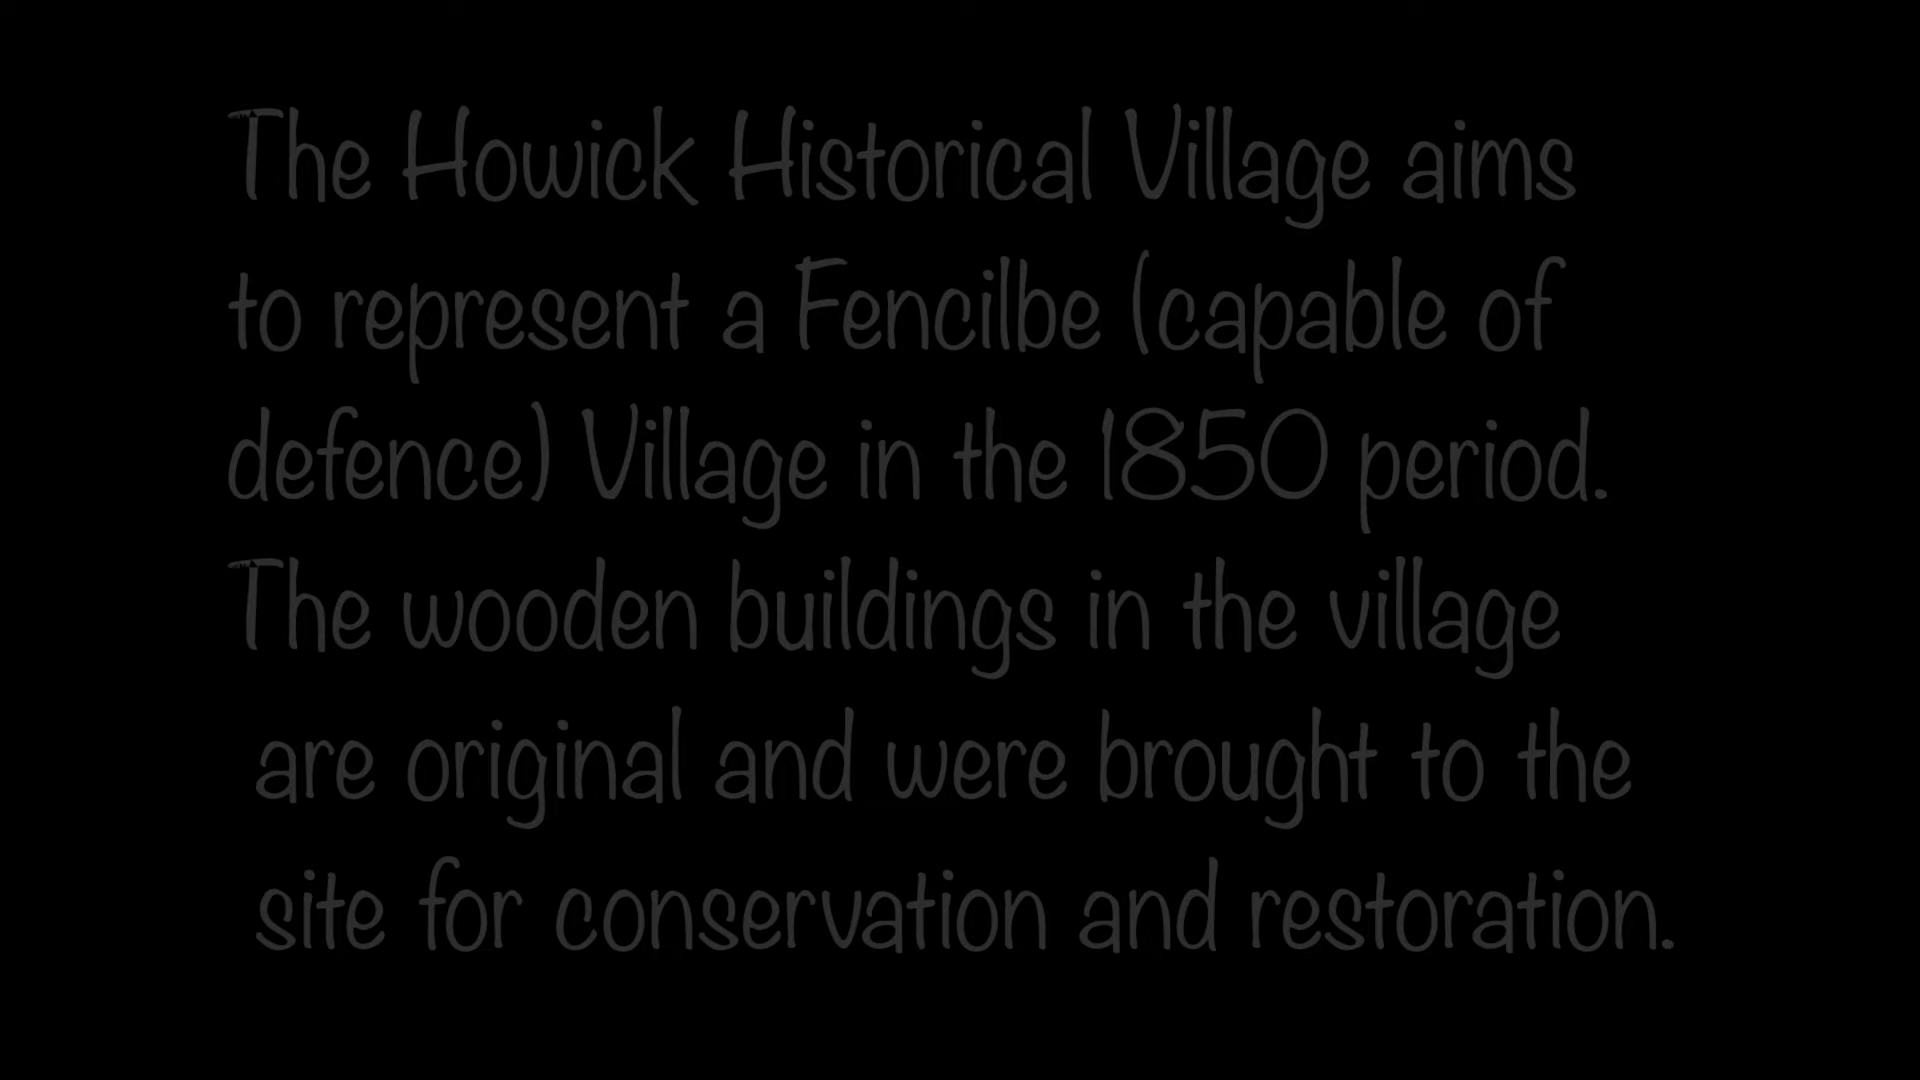 The Howick Historical Village aims
to represent a Fencilbe (capable of
defence) Village in the 1850 period.
The wooden buildings in the village
are original and were brought to the
site for conservation and restoration.